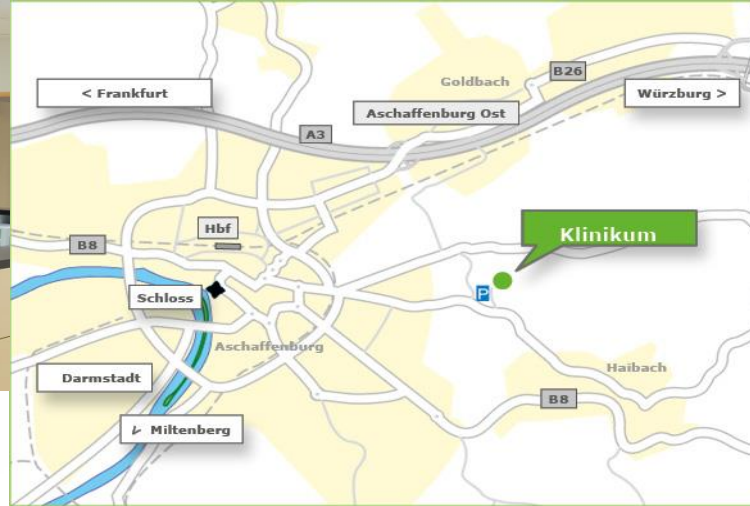 B26
Goldbach
< Frankfurt
Würzburg >
Aschaffenburg Ost
A3
Hbf
Klinikum
B8
P
Schloss
Aschaffenburg
Haibach
Darmstadt
B8
Miltenberg